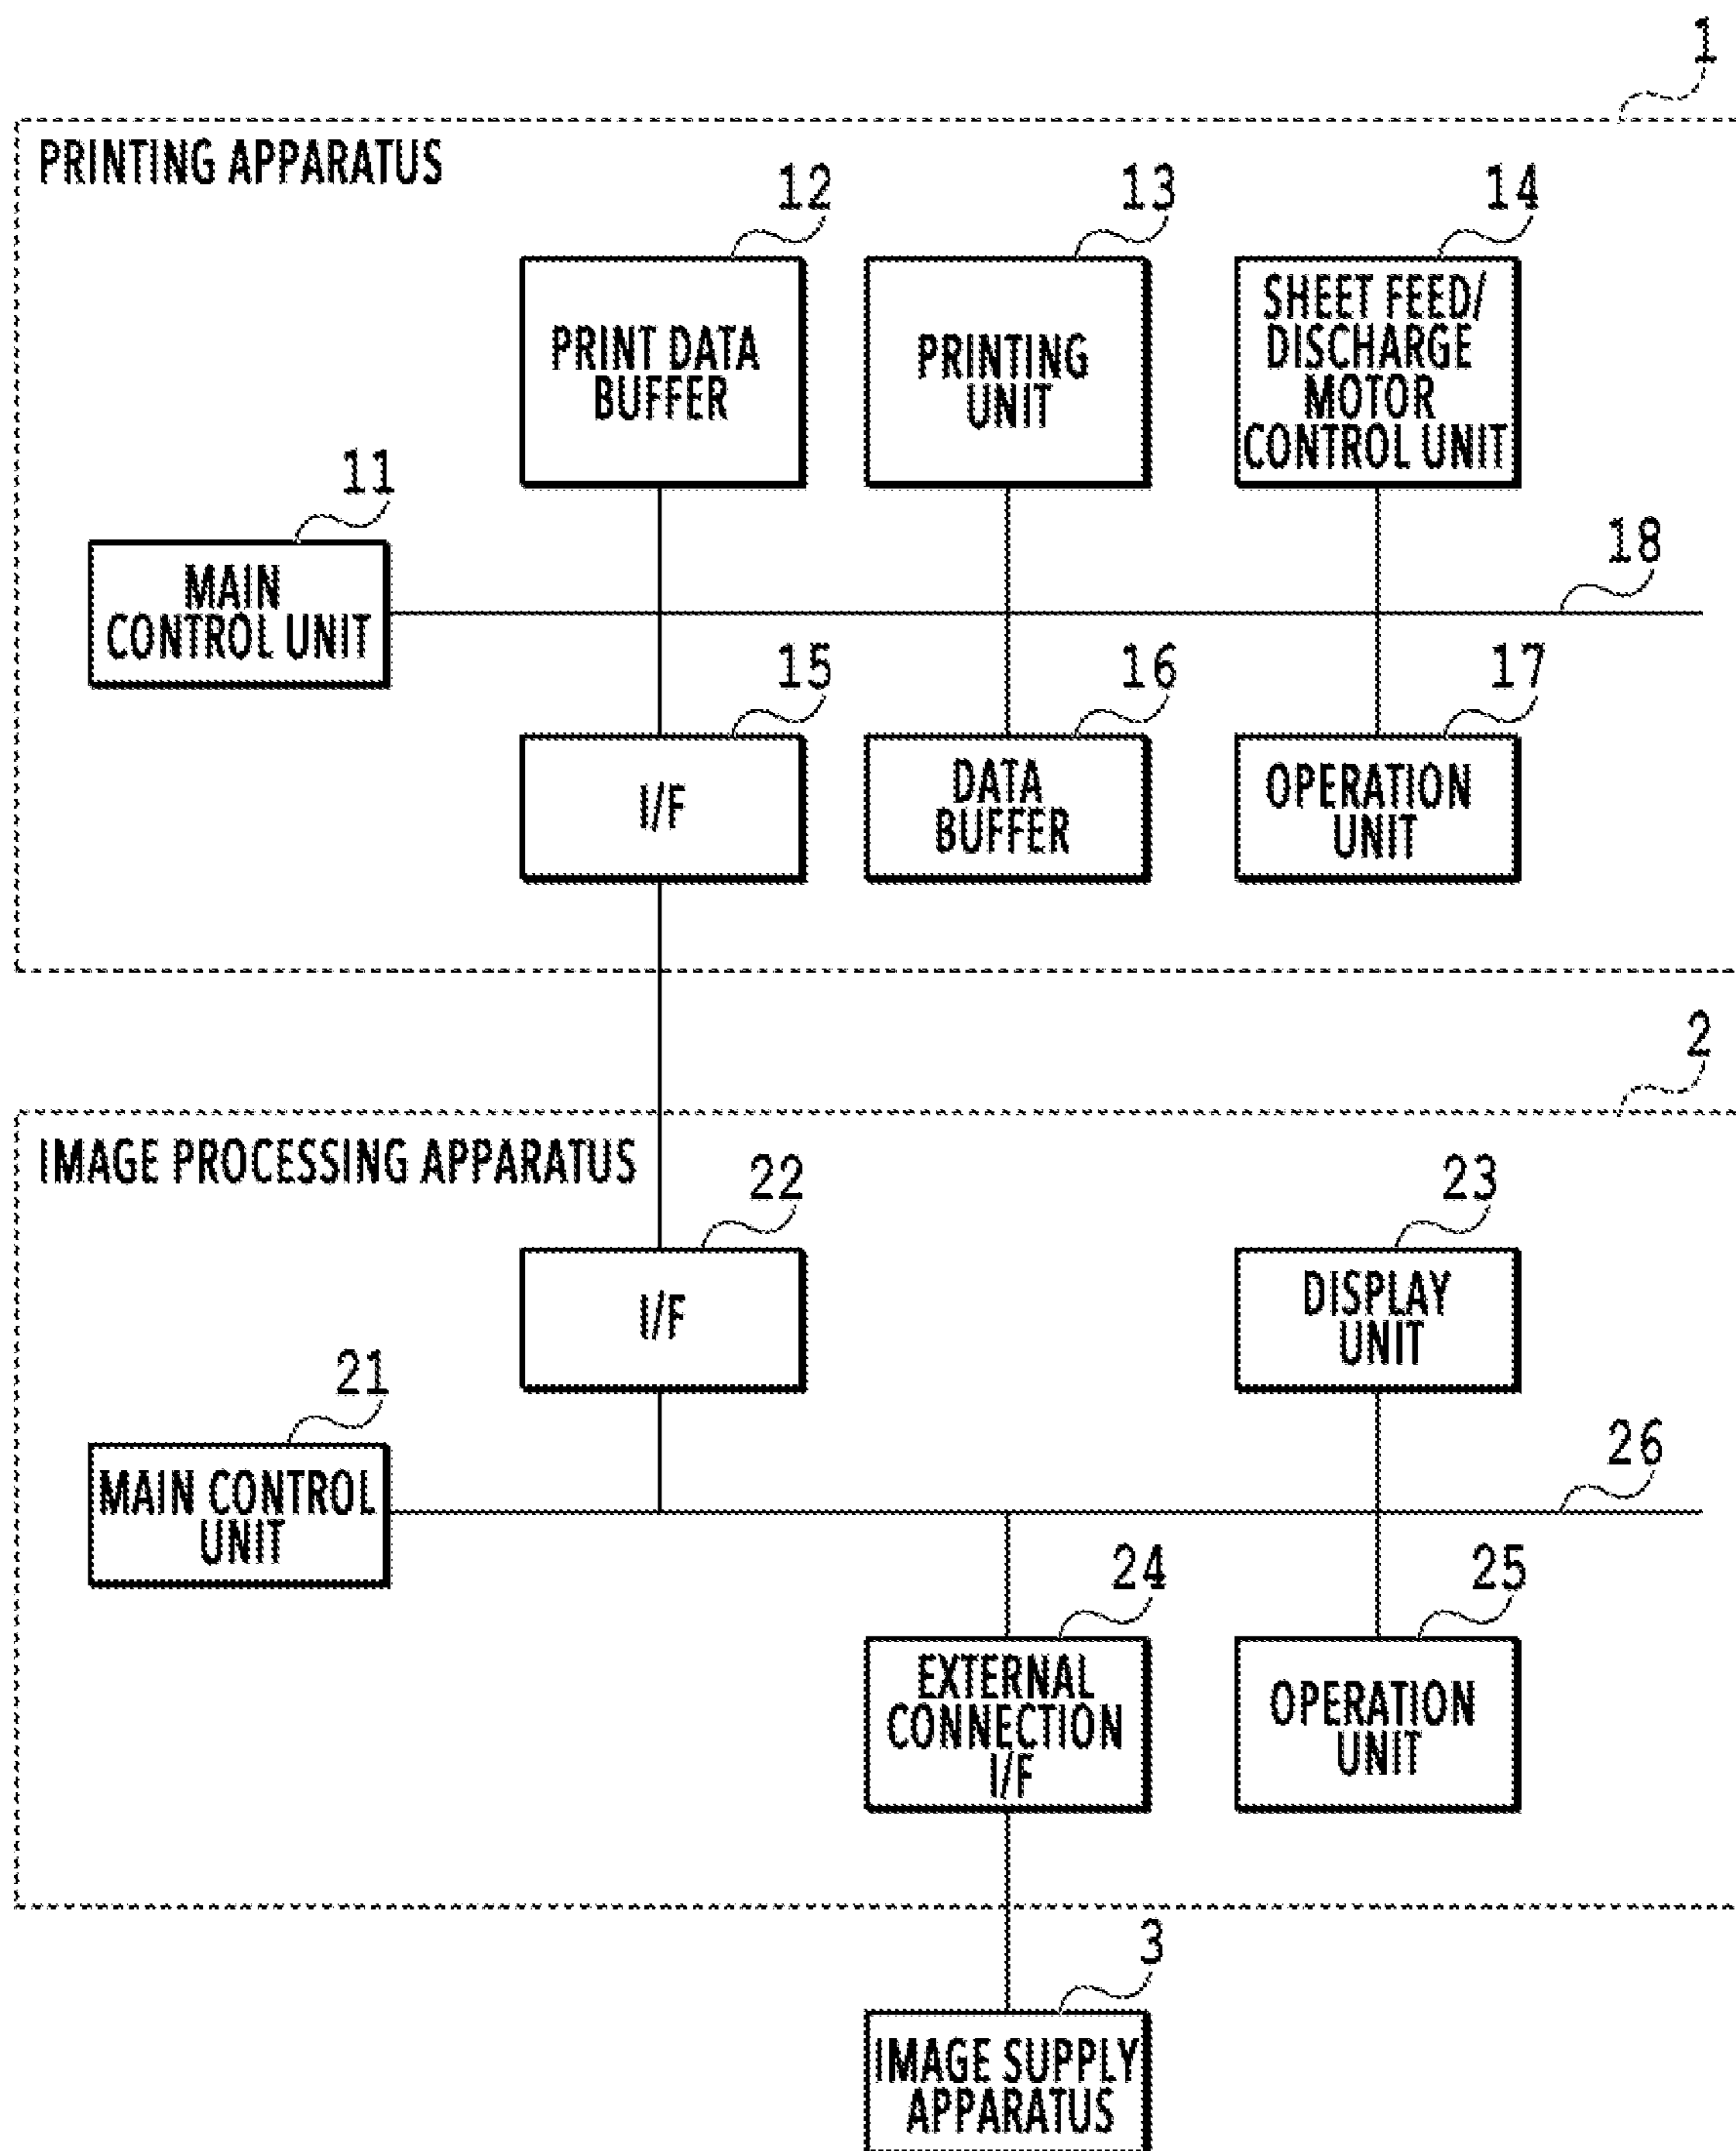 1
PRINTING APPARATUS
12
13
14
PRINT DATA
BUFFER
PRINTING
UNIT
SHEET FEED/
DISCHARGE
MOTOR
CONTROL UNIT
11
18
MAIN
CONTROL UNIT
15
16
17
I/F
DATA
BUFFER
OPERATION
UNIT
2
IMAGE PROCESSING APPARATUS
22
23
I/F
DISPLAY
UNIT
21
26
MAIN CONTROL
UNIT
24
25
EXTERNAL
CONNECTION
I/F
OPERATION
UNIT
3
IMAGE SUPPLY
APPARATUS